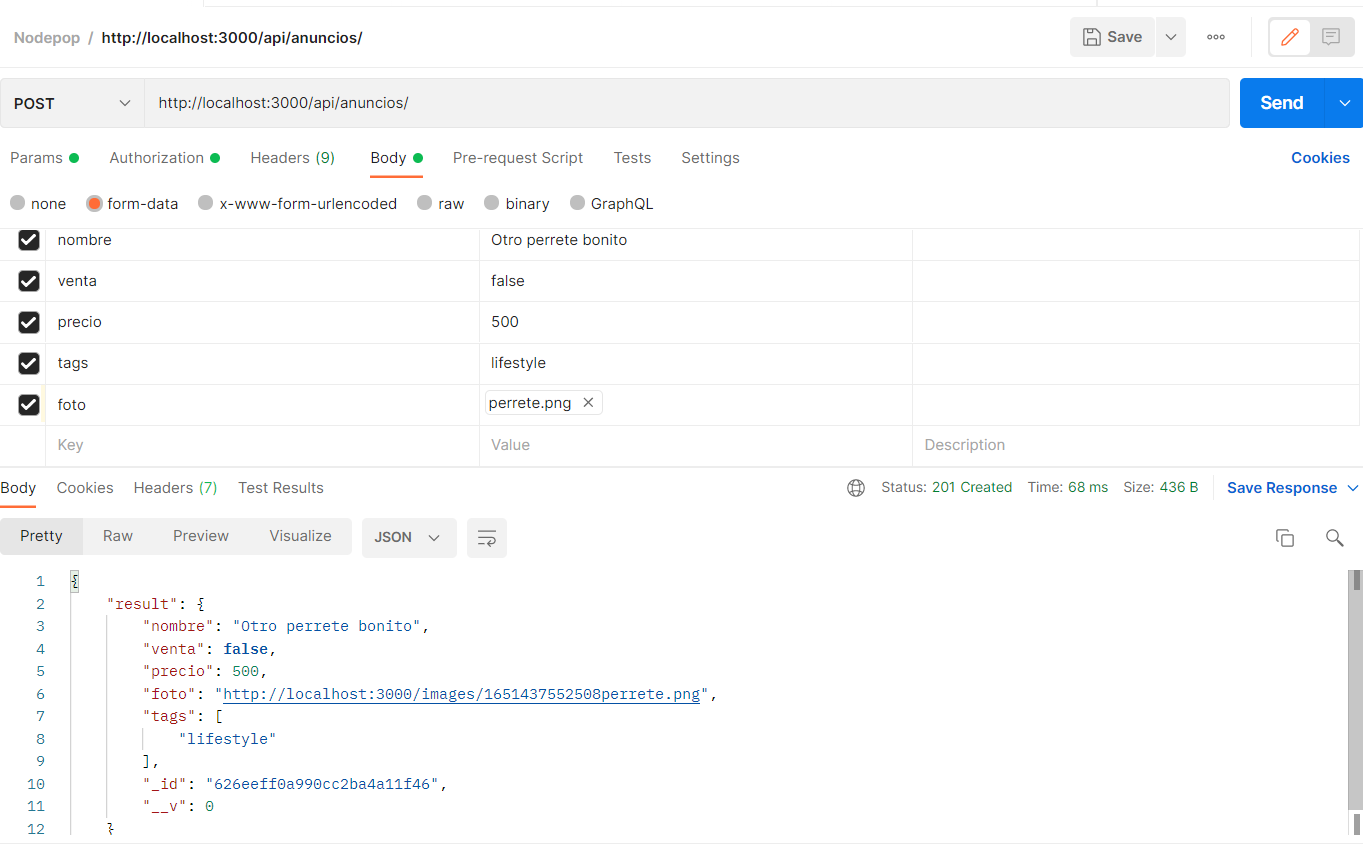 Nodepop / http://localhost:3000/api/anuncios/ Save
POST http://localhost:3000/api/anuncios/ Send
Params Authorization Headers (9) Body Pre-request Script Tests Settings Cookies
none form-data x-www-form-urlencoded raw binary GraphQL
nombre Otro perrete bonito
venta false
precio 500
tags lifestyle
foto perrete.png
Key Value Description
Body Cookies Headers (7) Test Results Status: 201 Created Time: 68 ms Size: 436 B Save Response
Pretty Raw Preview Visualize JSON
1 {
2 "result": {
3 "nombre": "Otro perrete bonito",
4 "venta": false,
5 "precio": 500,
6 "foto": "http://localhost:3000/images/1651437552508perrete.png",
7 "tags": [
8 "lifestyle"
9 ],
10 "_id": "626eeff0a990cc2ba4a11f46",
11 "__v": 0
12 }